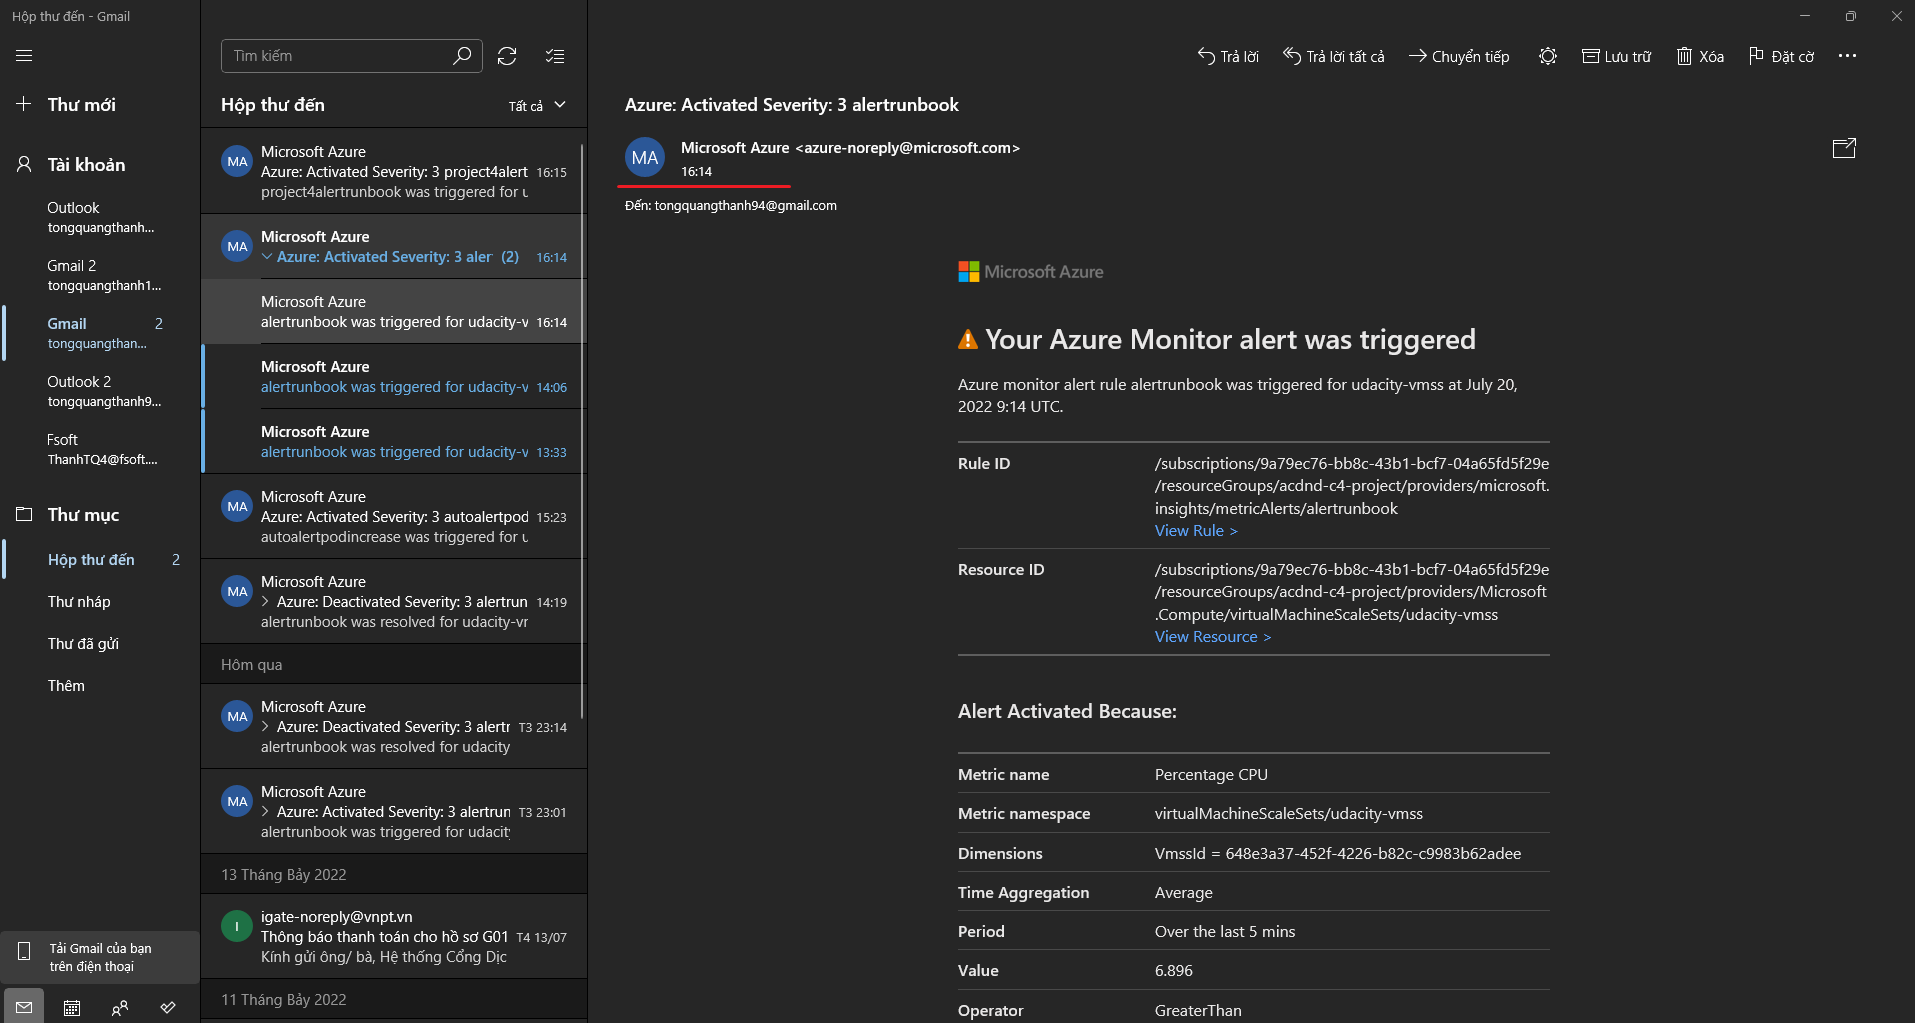 Hộp thư đến - Gmail
Thư mới
Tài khoản
Outlook
tongquangthanh...
Gmail 2
tongquangthanh1...
Gmail 2
tongquangthan...
Outlook 2
tongquangthanh9...
Fsoft
ThanhTQ4@fsoft....
Thư mục
Hộp thư đến 2
Thư nháp
Thư đã gửi
Thêm
Tải Gmail của bạn
trên điện thoại
Tìm kiếm
Hộp thư đến Tất cả
MA
Microsoft Azure
Azure: Activated Severity: 3 project4alert 16:15
project4alertrunbook was triggered for u
MA
Microsoft Azure
Azure: Activated Severity: 3 aler (2) 16:14
Microsoft Azure
alertrunbook was triggered for udacity-v 16:14
Microsoft Azure
alertrunbook was triggered for udacity-v 14:06
Microsoft Azure
alertrunbook was triggered for udacity-v 13:33
MA
Microsoft Azure
Azure: Activated Severity: 3 autoalertpod 15:23
autoalertpodincrease was triggered for u
MA
Microsoft Azure
Azure: Deactivated Severity: 3 alertrun 14:19
alertrunbook was resolved for udacity-vr
Hôm qua
MA
Microsoft Azure
Azure: Deactivated Severity: 3 alertr T3 23:14
alertrunbook was resolved for udacity
MA
Microsoft Azure
Azure: Activated Severity: 3 alertrun T3 23:01
alertrunbook was triggered for udacity
13 Tháng Bảy 2022
I
igate-noreply@vnpt.vn
Thông báo thanh toán cho hồ sơ G01 T4 13/07
Kính gửi ông/ bà, Hệ thống Cổng Dịc
11 Tháng Bảy 2022
Trả lời Trả lời tất cả Chuyển tiếp Lưu trữ Xóa Đặt cờ
Azure: Activated Severity: 3 alertrunbook
MA
Microsoft Azure <azure-noreply@microsoft.com>
16:14
Đến: tongquangthanh94@gmail.com
Microsoft Azure
Your Azure Monitor alert was triggered
Azure monitor alert rule alertrunbook was triggered for udacity-vmss at July 20,
2022 9:14 UTC.
Rule ID /subscriptions/9a79ec76-bb8c-43b1-bcf7-04a65fd5f29e
/resourceGroups/acdnd-c4-project/providers/microsoft.
insights/metricAlerts/alertrunbook
View Rule >
Resource ID /subscriptions/9a79ec76-bb8c-43b1-bcf7-04a65fd5f29e
/resourceGroups/acdnd-c4-project/providers/Microsoft
.Compute/virtualMachineScaleSets/udacity-vmss
View Resource >
Alert Activated Because:
Metric name Percentage CPU
Metric namespace virtualMachineScaleSets/udacity-vmss
Dimensions VmssId = 648e3a37-452f-4226-b82c-c9983b62adee
Time Aggregation Average
Period Over the last 5 mins
Value 6.896
Operator GreaterThan